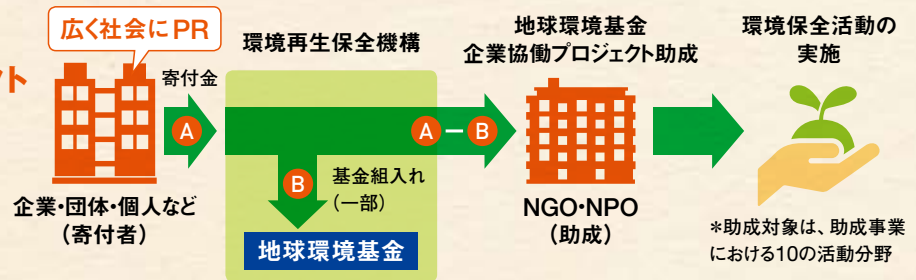 広く社会にPR
ト
寄付金
A
企業・団体・個人など
(寄付者)
環境再生保全機構
A－B
B
基金組入れ
(一部)
地球環境基金
地球環境基金
企業協働プロジェクト助成
NGO・NPO
(助成)
環境保全活動の
実施
*助成対象は、助成事業
における10の活動分野